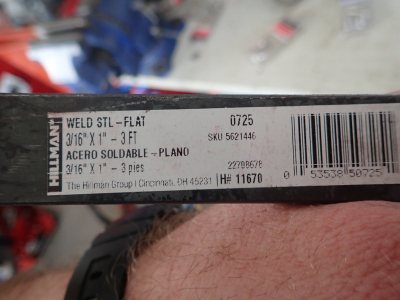 HILLMAN
WELD STL-FLAT 0725
3/16" X 1" - 3 FT SKU 5621446
ACERO SOLDABLE - PLANO
3/16" X 1" - 3 pies 22798678
The Hillman Group | Cincinnati, OH 45231 H# 11670
0 53538 50725